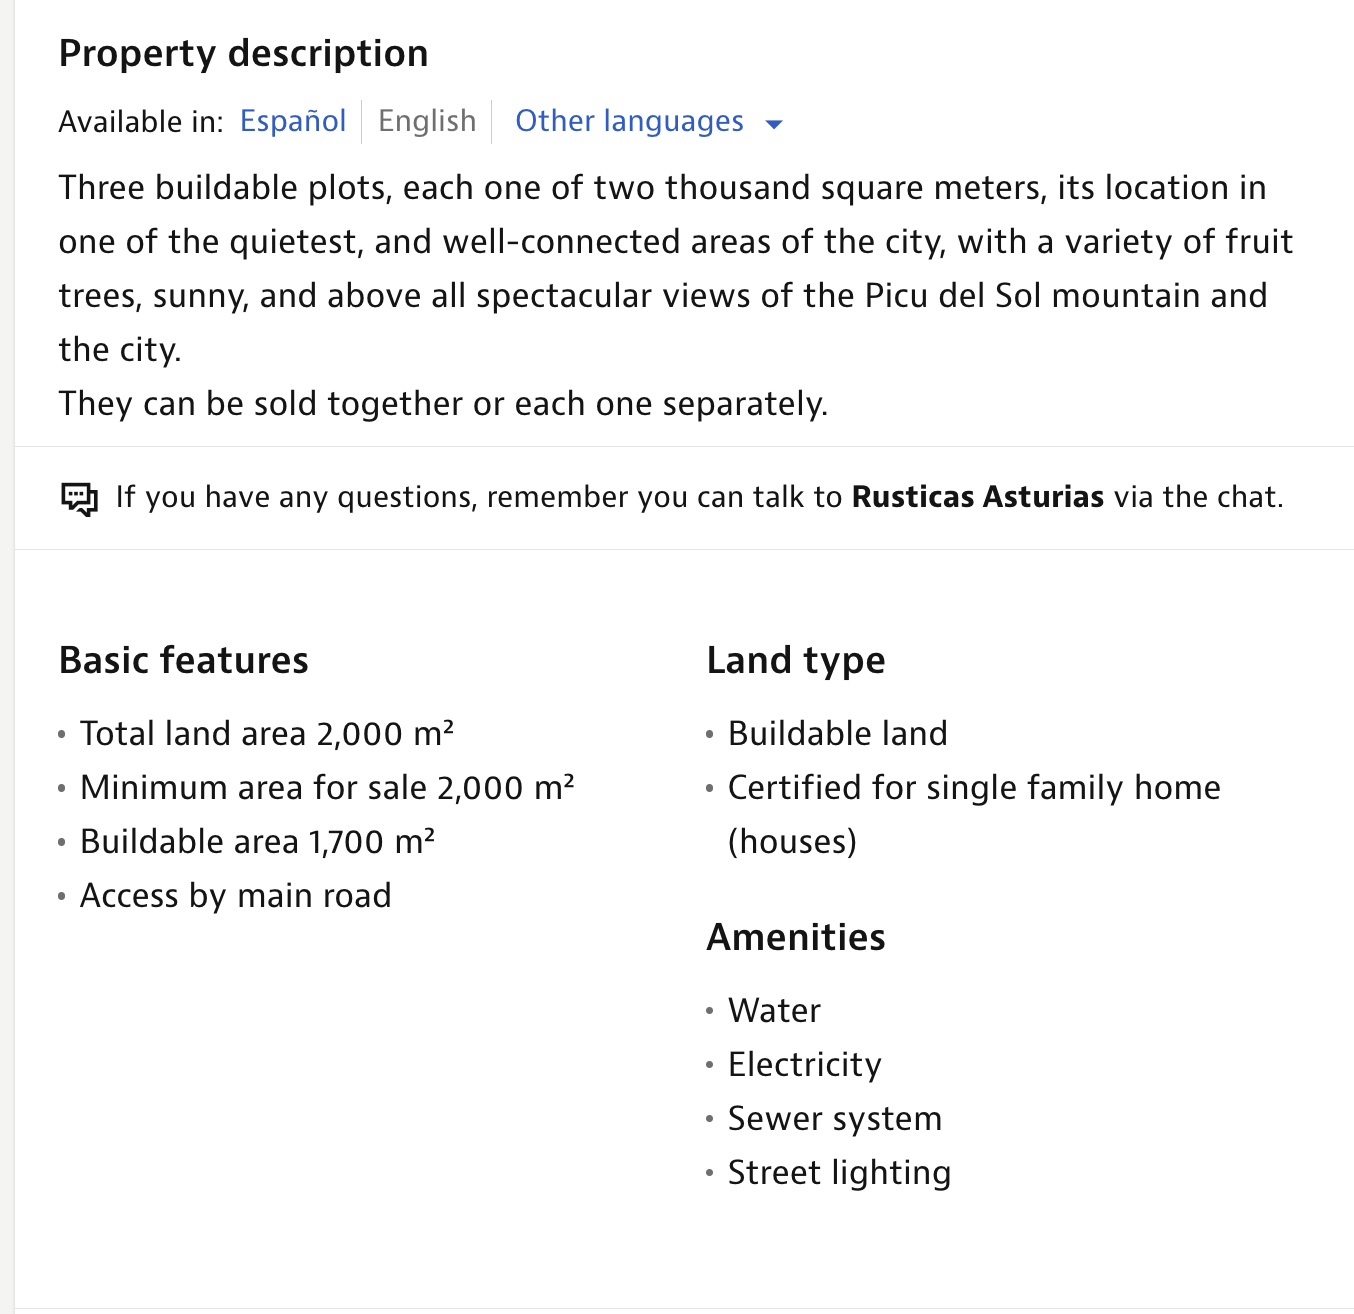 Property description
Available in: Español English Other languages
Three buildable plots, each one of two thousand square meters, its location in
one of the quietest, and well-connected areas of the city, with a variety of fruit
trees, sunny, and above all spectacular views of the Picu del Sol mountain and
the city.
They can be sold together or each one separately.
If you have any questions, remember you can talk to Rusticas Asturias via the chat.
Basic features
• Total land area 2,000 m²
• Minimum area for sale 2,000 m²
• Buildable area 1,700 m²
• Access by main road
Land type
• Buildable land
• Certified for single family home
(houses)
Amenities
• Water
• Electricity
• Sewer system
• Street lighting